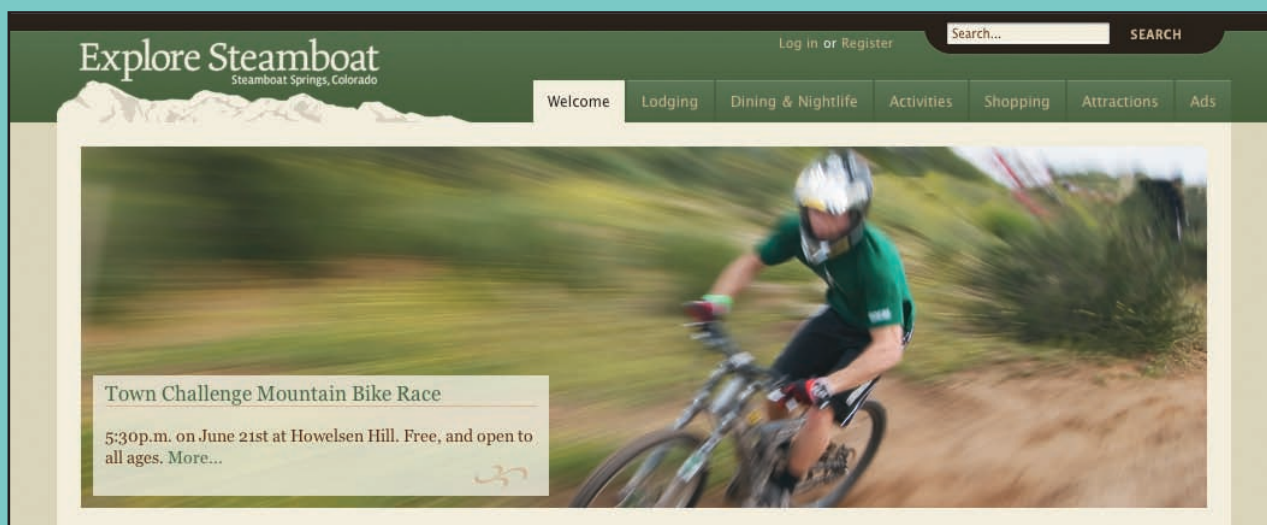 Explore Steamboat
Steamboat Springs, Colorado
Log in or Register
Search...
SEARCH
Welcome
Lodging
Dining & Nightlife
Activities
Shopping
Attractions
Ads
Town Challenge Mountain Bike Race
5:30p.m. on June 21st at Howelsen Hill. Free, and open to
all ages. More...